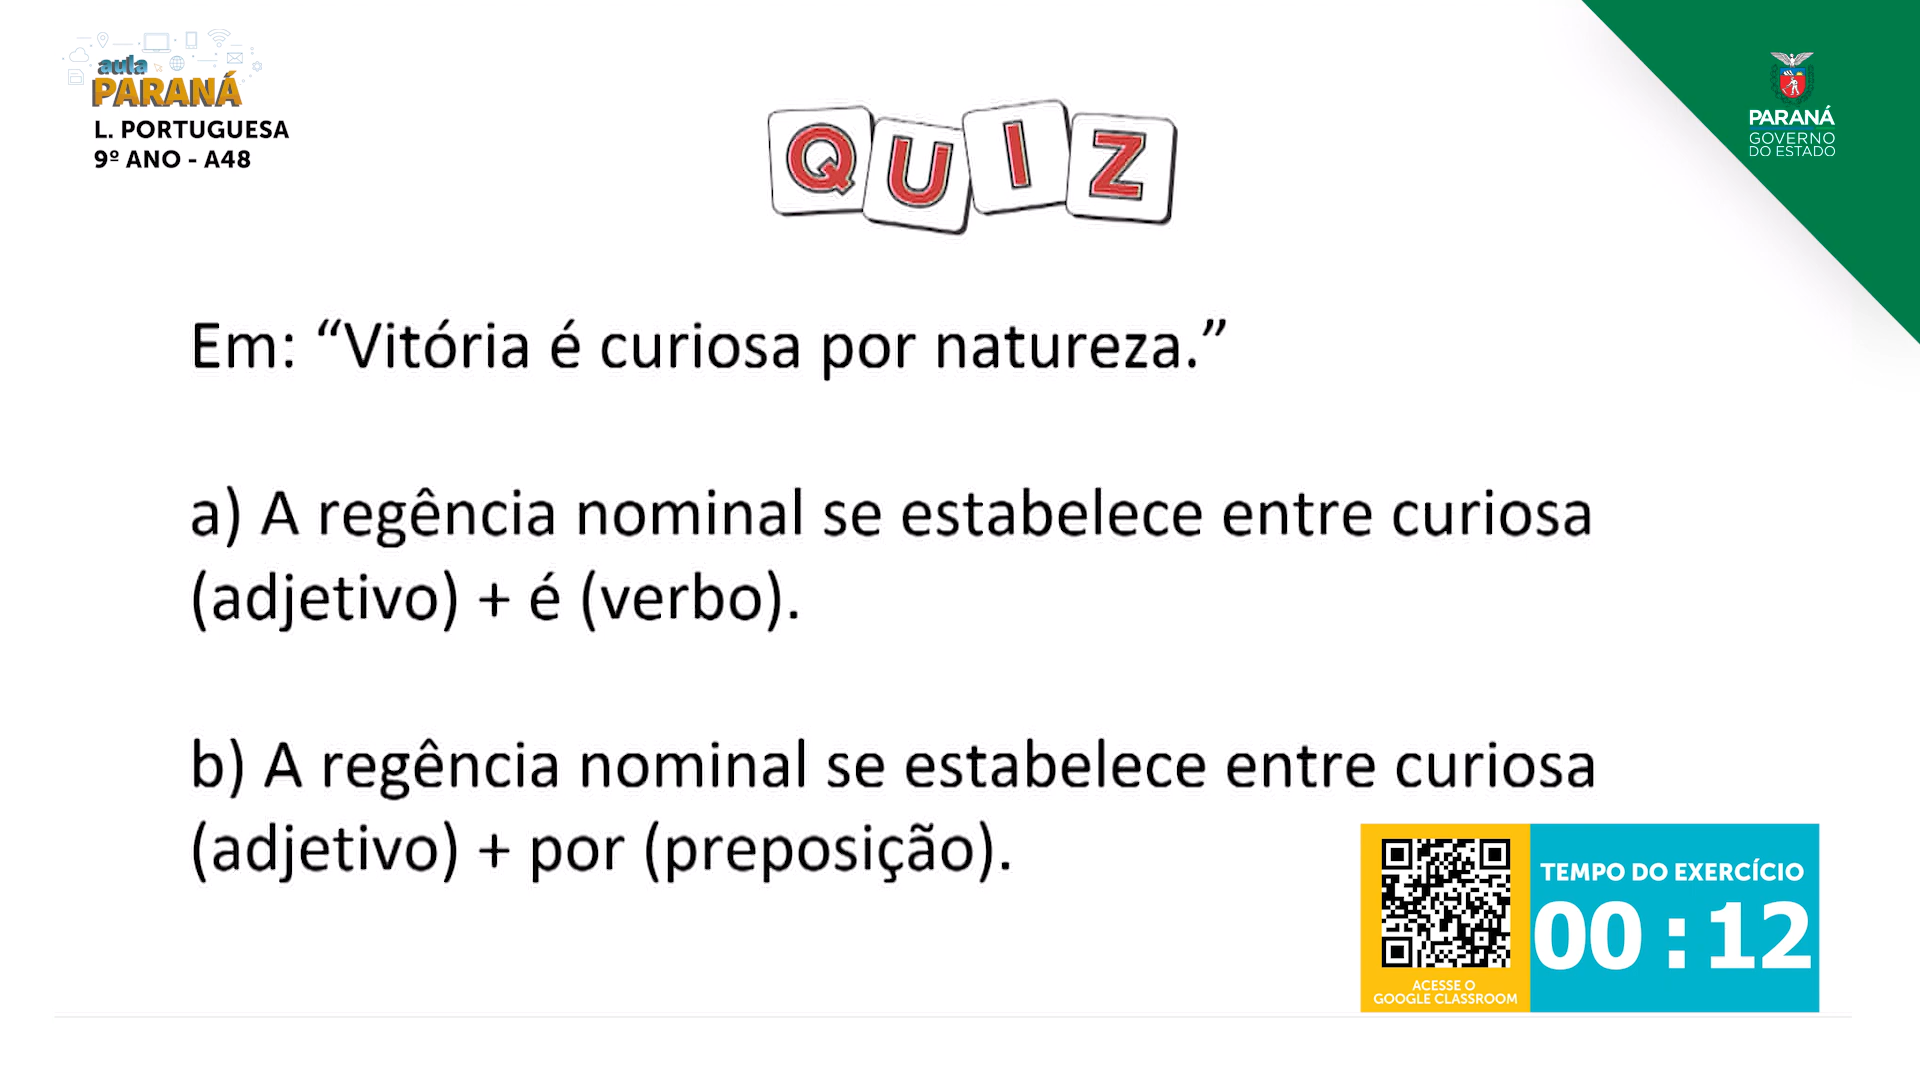 aula
PARANÁ
L. PORTUGUESA
9º ANO - A48
QUIZ
PARANÁ
GOVERNO
DO ESTADO
Em: “Vitória é curiosa por natureza.”
a) A regência nominal se estabelece entre curiosa
(adjetivo) + é (verbo).
b) A regência nominal se estabelece entre curiosa
(adjetivo) + por (preposição).
TEMPO DO EXERCÍCIO
00 : 12
ACESSE O
GOOGLE CLASSROOM